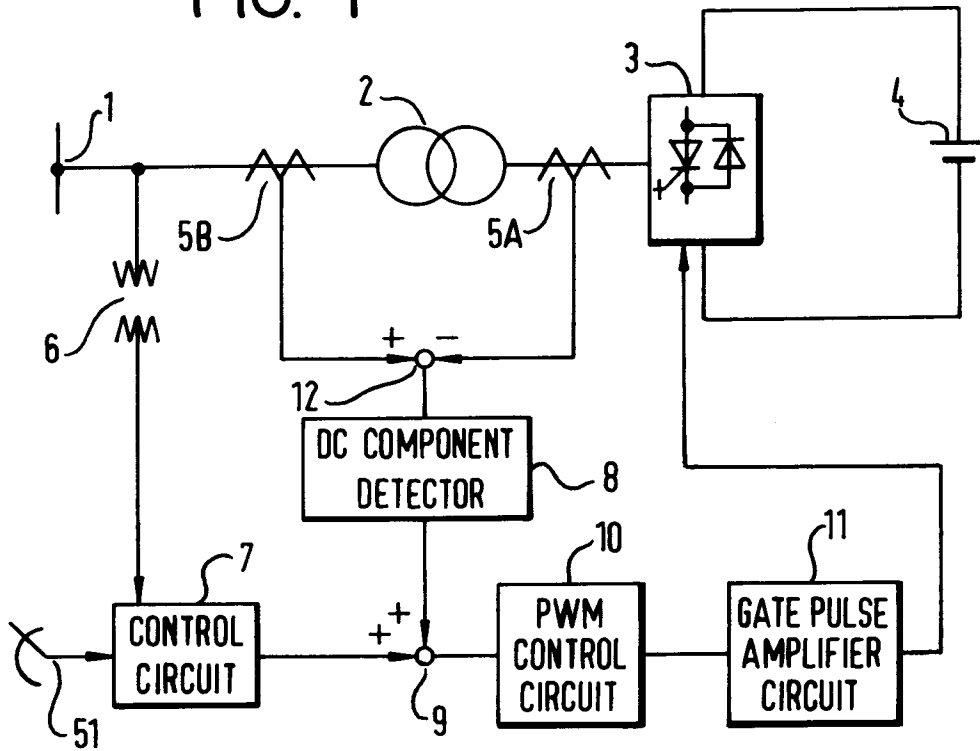 FIG. 1
1
2
3
4
5B
5A
6
+ −
12
DC COMPONENT
DETECTOR
8
7
10
11
CONTROL
CIRCUIT
+
+
PWM
CONTROL
CIRCUIT
GATE PULSE
AMPLIFIER
CIRCUIT
51
9